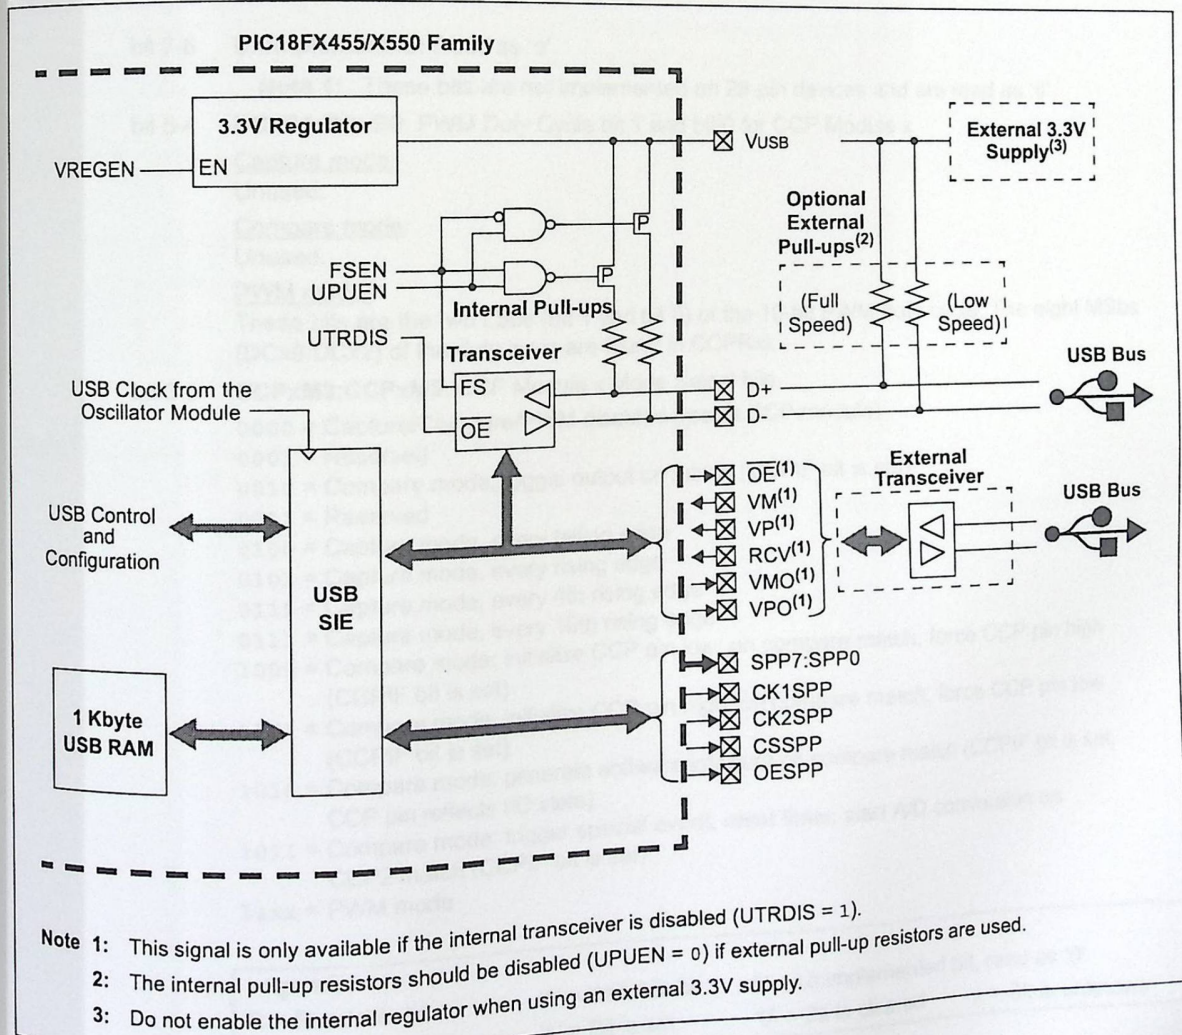 PIC18FX455/X550 Family
3.3V Regulator
EN
VREGEN
VUSB
External 3.3V
Supply(3)
Optional
External
Pull-ups(2)
P
P
FSEN
UPUEN
UTRDIS
Internal Pull-ups
(Full
Speed)
(Low
Speed)
Transceiver
FS
OE
USB Clock from the
Oscillator Module
D+
D-
USB Bus
USB Control
and
Configuration
USB
SIE
OE(1)
VM(1)
VP(1)
RCV(1)
VMO(1)
VPO(1)
External
Transceiver
USB Bus
1 Kbyte
USB RAM
SPP7:SPP0
CK1SPP
CK2SPP
CSSPP
OESPP
Note 1: This signal is only available if the internal transceiver is disabled (UTRDIS = 1).
2: The internal pull-up resistors should be disabled (UPUEN = 0) if external pull-up resistors are used.
3: Do not enable the internal regulator when using an external 3.3V supply.